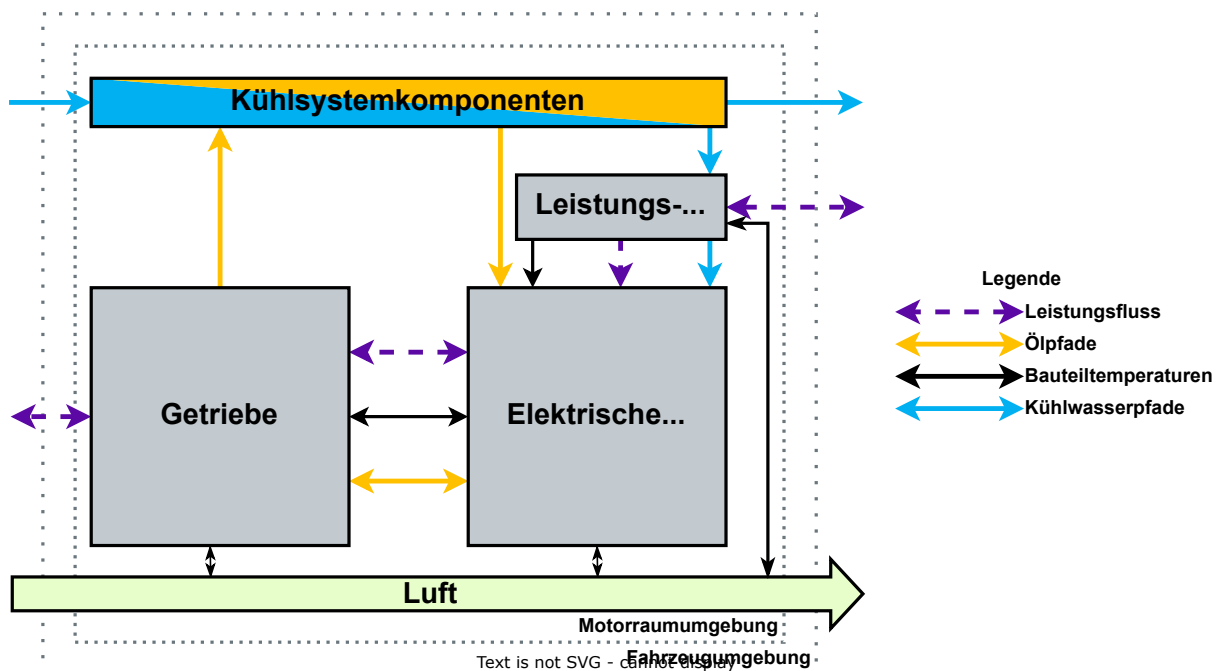 Kühlsystemkomponenten
Leistungs-...
Getriebe
Elektrische...
Luft
Motorraumumgebung
Fahrzeugumgebung
Text is not SVG - cannot display
Legende
Leistungsfluss
Ölpfade
Bauteiltemperaturen
Kühlwasserpfade